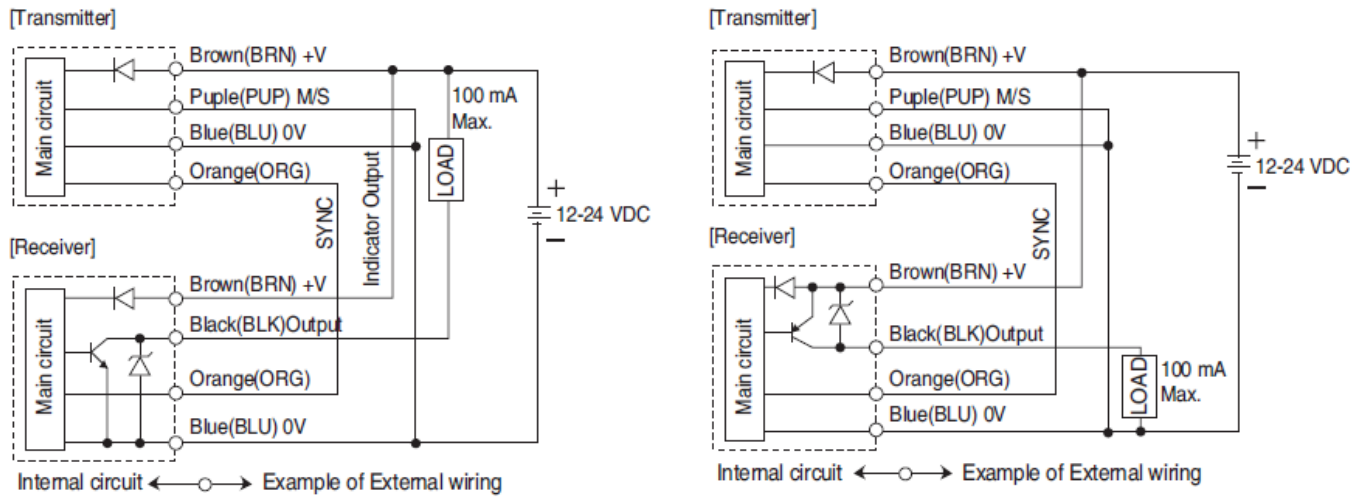 [Transmitter]
Main circuit
Brown(BRN) +V
Puple(PUP) M/S
Blue(BLU) 0V
Orange(ORG)
100 mA
Max.
LOAD
Indicator Output
SYNC
+
12-24 VDC
−
[Receiver]
Main circuit
Brown(BRN) +V
Black(BLK)Output
Orange(ORG)
Blue(BLU) 0V
Internal circuit
Example of External wiring
[Transmitter]
Main circuit
Brown(BRN) +V
Puple(PUP) M/S
Blue(BLU) 0V
Orange(ORG)
SYNC
+
12-24 VDC
−
[Receiver]
Main circuit
Brown(BRN) +V
Black(BLK)Output
Orange(ORG)
Blue(BLU) 0V
LOAD
100 mA
Max.
Internal circuit
Example of External wiring